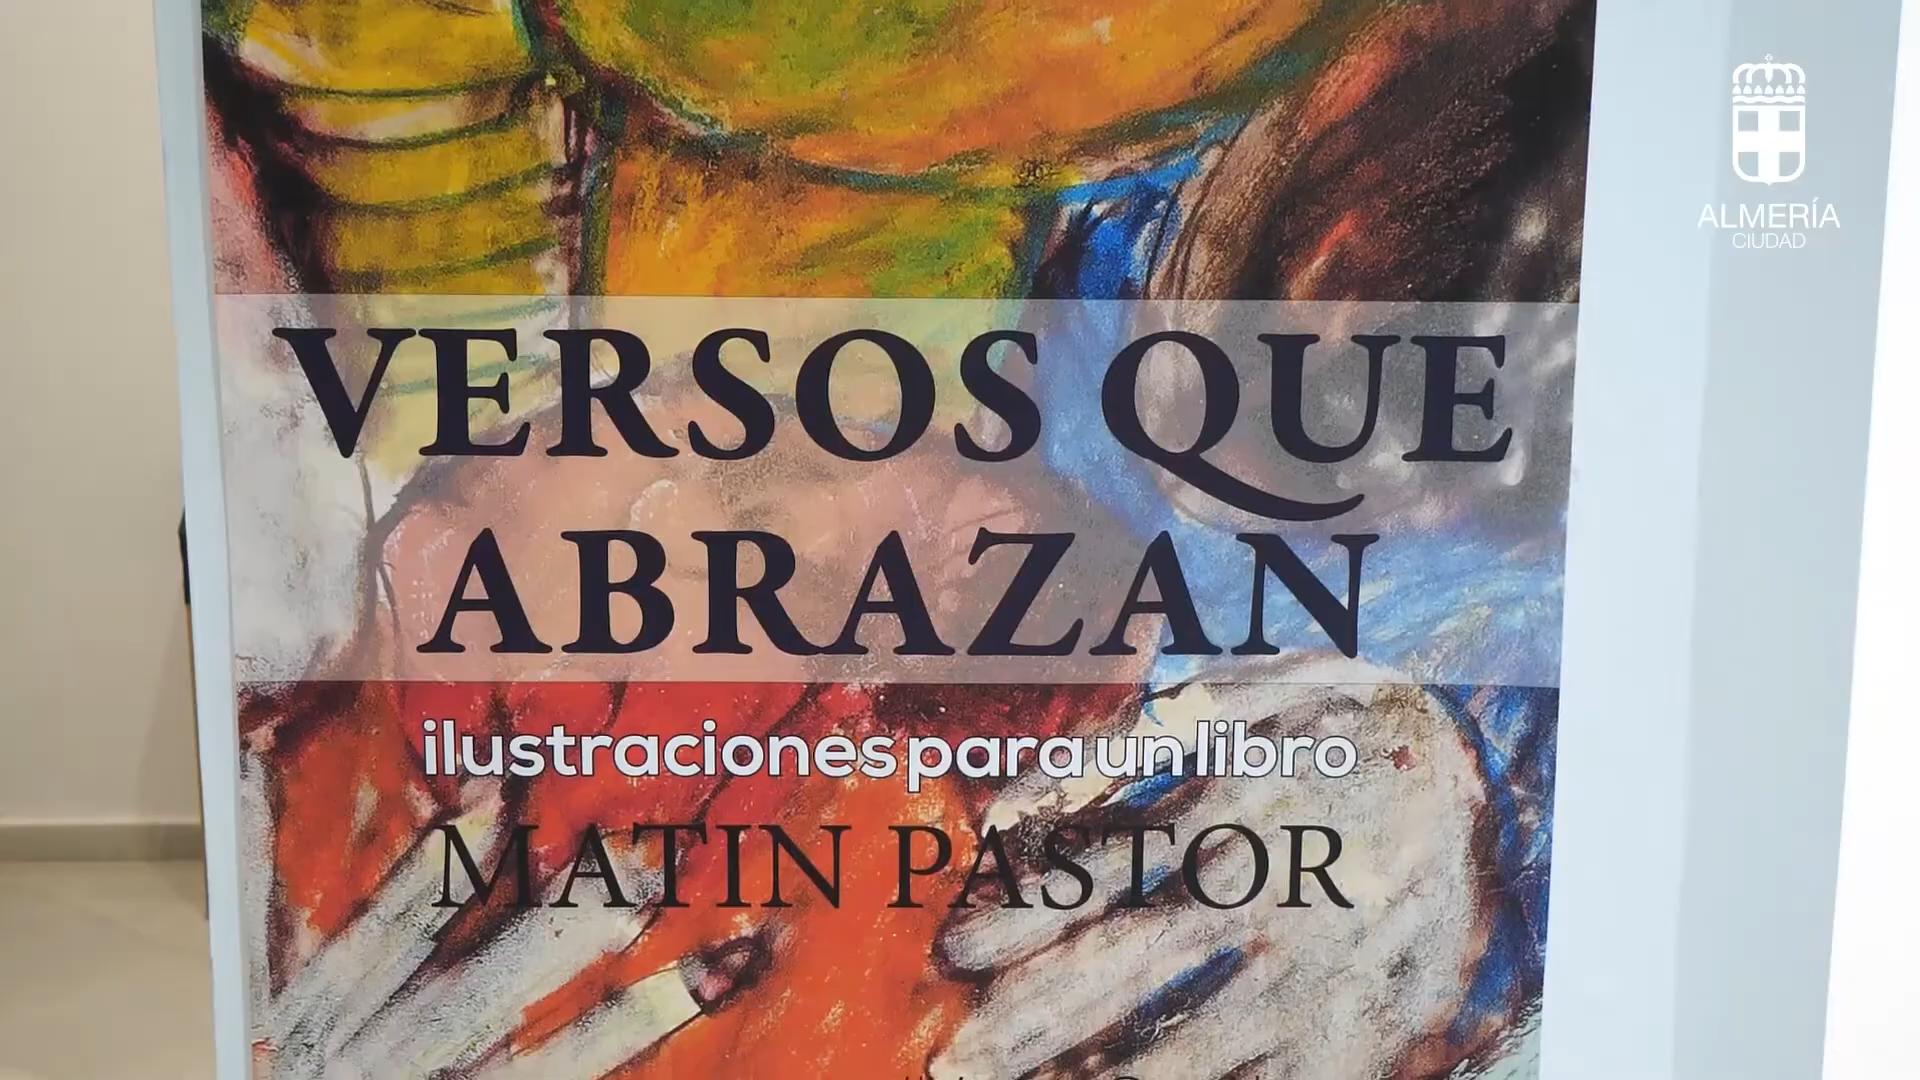 ALMERÍA
CIUDAD
VERSOS QUE
ABRAZAN
ilustraciones para un libro
MATIN PASTOR